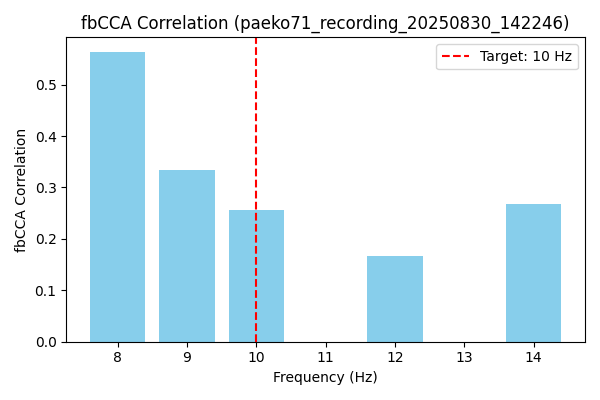 fbCCA Correlation (paeko71_recording_20250830_142246)
Target: 10 Hz
fbCCA Correlation
0.5
0.4
0.3
0.2
0.1
0.0
8 9 10 11 12 13 14
Frequency (Hz)